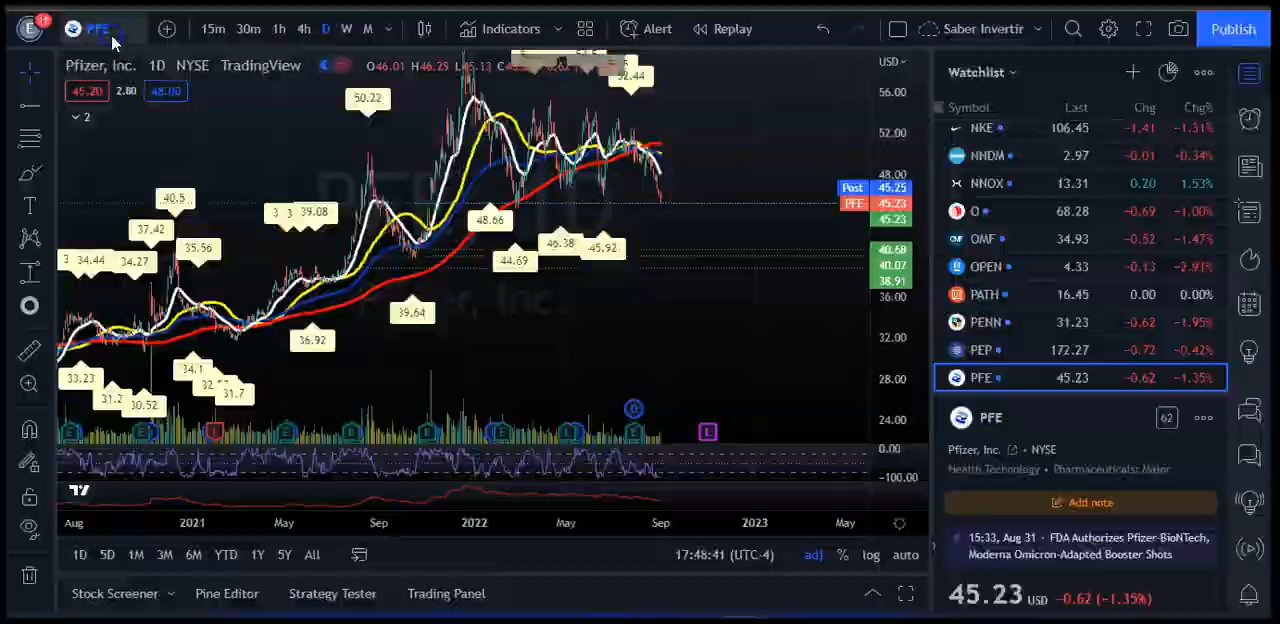 E 11 PFE 15m 30m 1h 4h D W M Indicators Alert Replay Saber Invertir Publish
Pfizer, Inc. 1D NYSE TradingView O46.01 H46.25
45.20 2.80 48.00
2
USD
56.00
52.00
48.00
Post 45.25
PFE 45.23
45.23
40.68
40.07
38.91
36.00
32.00
28.00
24.00
0.00
-100.00
50.22
40.5
37.42
35.56
34.44
34.27
39.08
48.66
44.69
46.38
45.92
39.64
36.92
33.23
31.2
30.52
34.1
31.7
Aug 2021 May Sep 2022 May Sep 2023 May
1D 5D 1M 3M 6M YTD 1Y 5Y All 17:48:41 (UTC-4) adj % log auto
Stock Screener Pine Editor Strategy Tester Trading Panel
Watchlist
Symbol Last Chg Chg%
NKE 106.45 -1.41 -1.31%
NNDM 2.97 -0.01 -0.34%
NNOX 13.31 0.20 1.53%
O 68.28 -0.69 -1.00%
OMF 34.93 -0.52 -1.47%
OPEN 4.33 -0.13 -2.91%
PATH 16.45 0.00 0.00%
PENN 31.23 -0.62 -1.95%
PEP 172.27 -0.72 -0.42%
PFE 45.23 -0.62 -1.35%
PFE 62
Pfizer, Inc. • NYSE
Health Technology • Pharmaceuticals: Major
Add note
15:33, Aug 31 · FDA Authorizes Pfizer-BioNTech,
Moderna Omicron-Adapted Booster Shots
45.23 USD -0.62 (-1.35%)